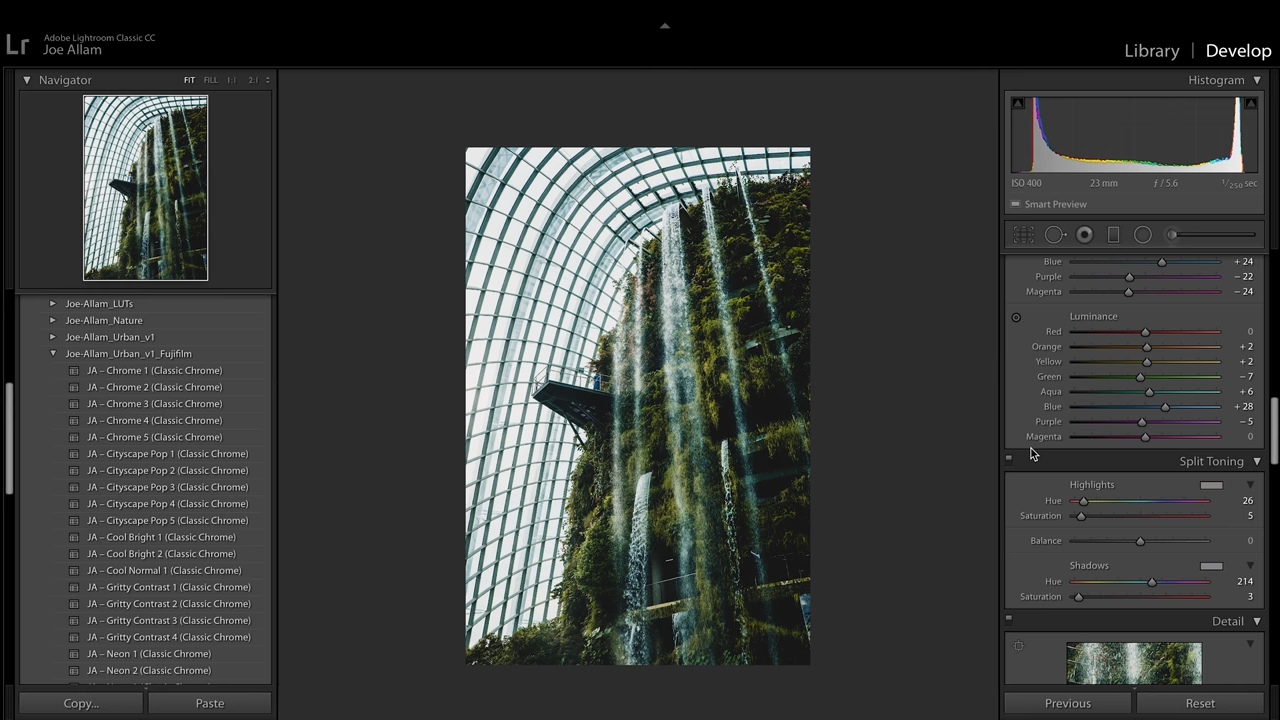 Lr
Adobe Lightroom Classic CC
Joe Allam
Library | Develop
Navigator FIT FILL 1:1 2:1
Joe-Allam_LUTs
Joe-Allam_Nature
Joe-Allam_Urban_v1
Joe-Allam_Urban_v1_Fujifilm
JA – Chrome 1 (Classic Chrome)
JA – Chrome 2 (Classic Chrome)
JA – Chrome 3 (Classic Chrome)
JA – Chrome 4 (Classic Chrome)
JA – Chrome 5 (Classic Chrome)
JA – Cityscape Pop 1 (Classic Chrome)
JA – Cityscape Pop 2 (Classic Chrome)
JA – Cityscape Pop 3 (Classic Chrome)
JA – Cityscape Pop 4 (Classic Chrome)
JA – Cityscape Pop 5 (Classic Chrome)
JA – Cool Bright 1 (Classic Chrome)
JA – Cool Bright 2 (Classic Chrome)
JA – Cool Normal 1 (Classic Chrome)
JA – Gritty Contrast 1 (Classic Chrome)
JA – Gritty Contrast 2 (Classic Chrome)
JA – Gritty Contrast 3 (Classic Chrome)
JA – Gritty Contrast 4 (Classic Chrome)
JA – Neon 1 (Classic Chrome)
JA – Neon 2 (Classic Chrome)
Copy... Paste
Histogram
ISO 400 23 mm ƒ / 5.6 1/250 sec
Smart Preview
Blue + 24
Purple – 22
Magenta – 24
Luminance
Red 0
Orange + 2
Yellow + 2
Green – 7
Aqua + 6
Blue + 28
Purple – 5
Magenta 0
Split Toning
Highlights
Hue 26
Saturation 5
Balance 0
Shadows
Hue 214
Saturation 3
Detail
Previous Reset